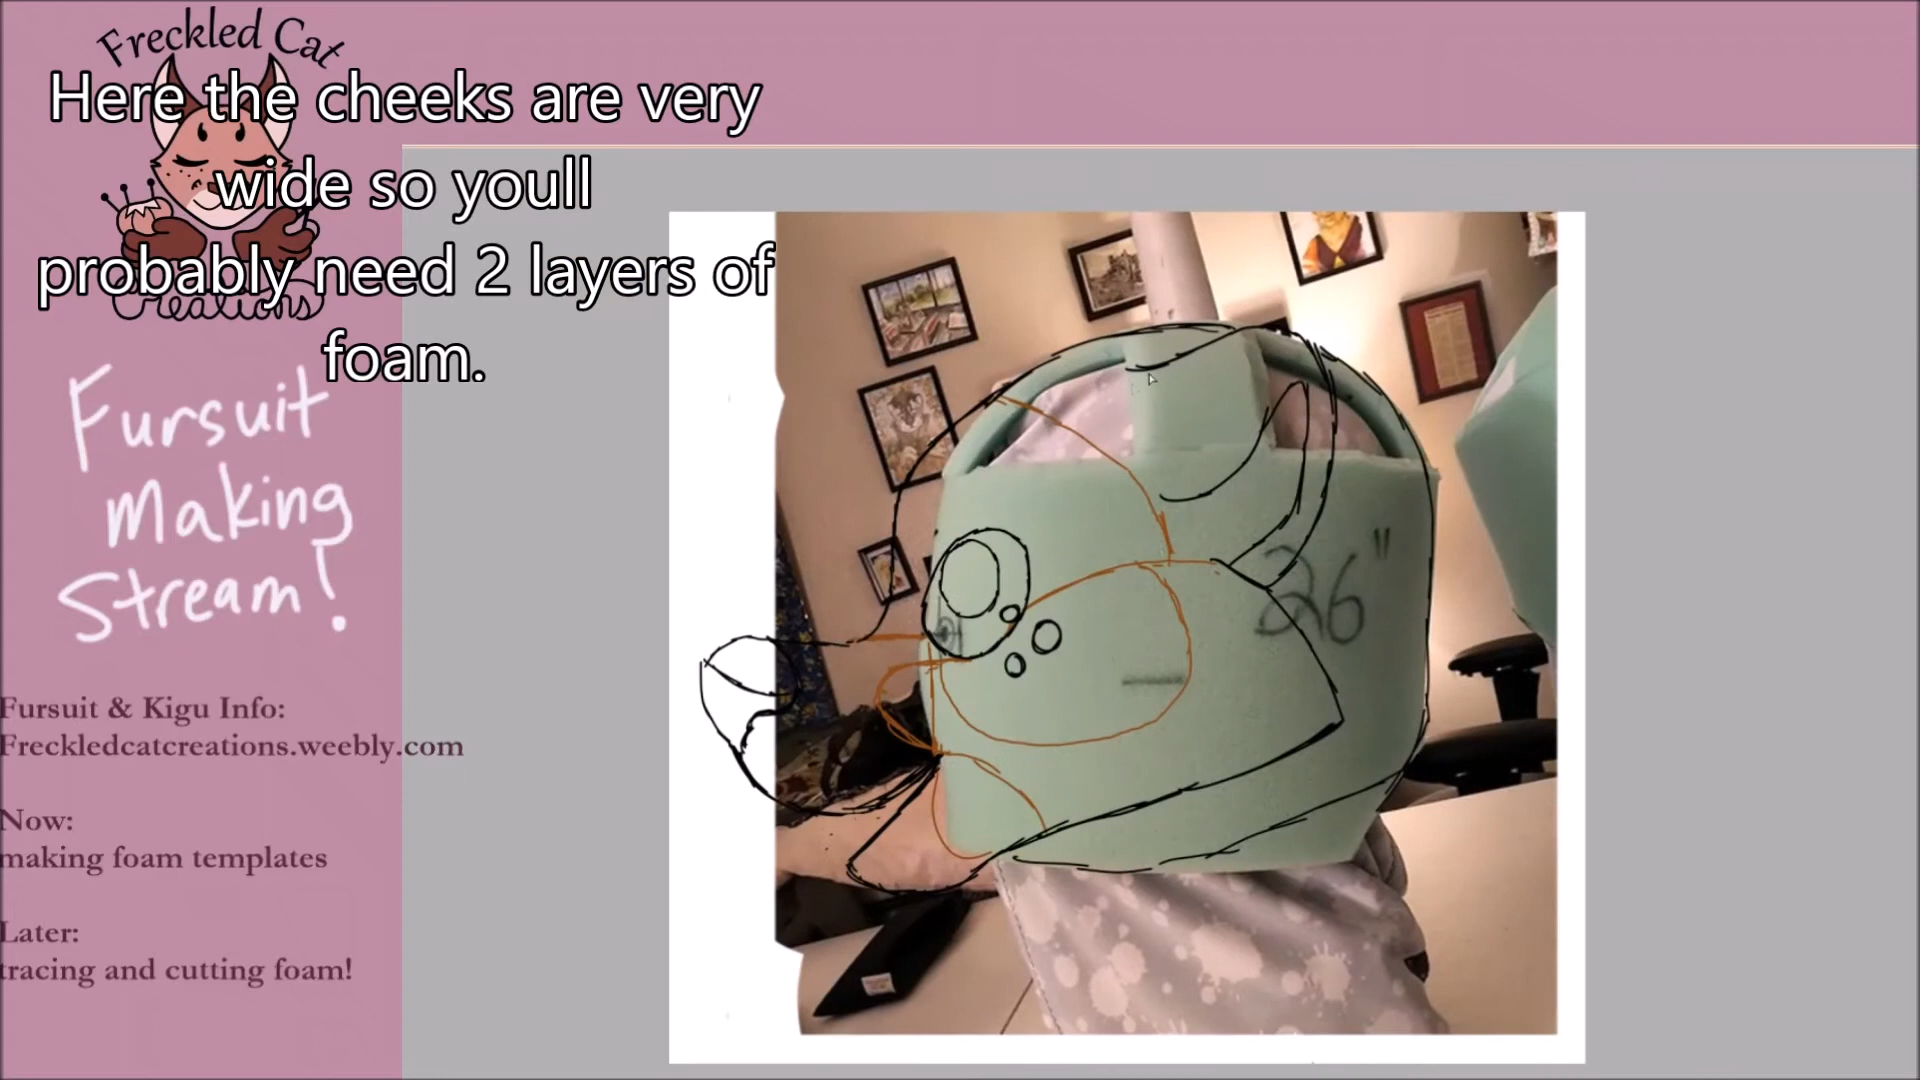 Freckled Cat
Here the cheeks are very
wide so youll
probably need 2 layers of
Creations
foam.
Fursuit
Making
Stream!
26"
Fursuit & Kigu Info:
Freckledcatcreations.weebly.com
Now:
making foam templates
Later:
tracing and cutting foam!